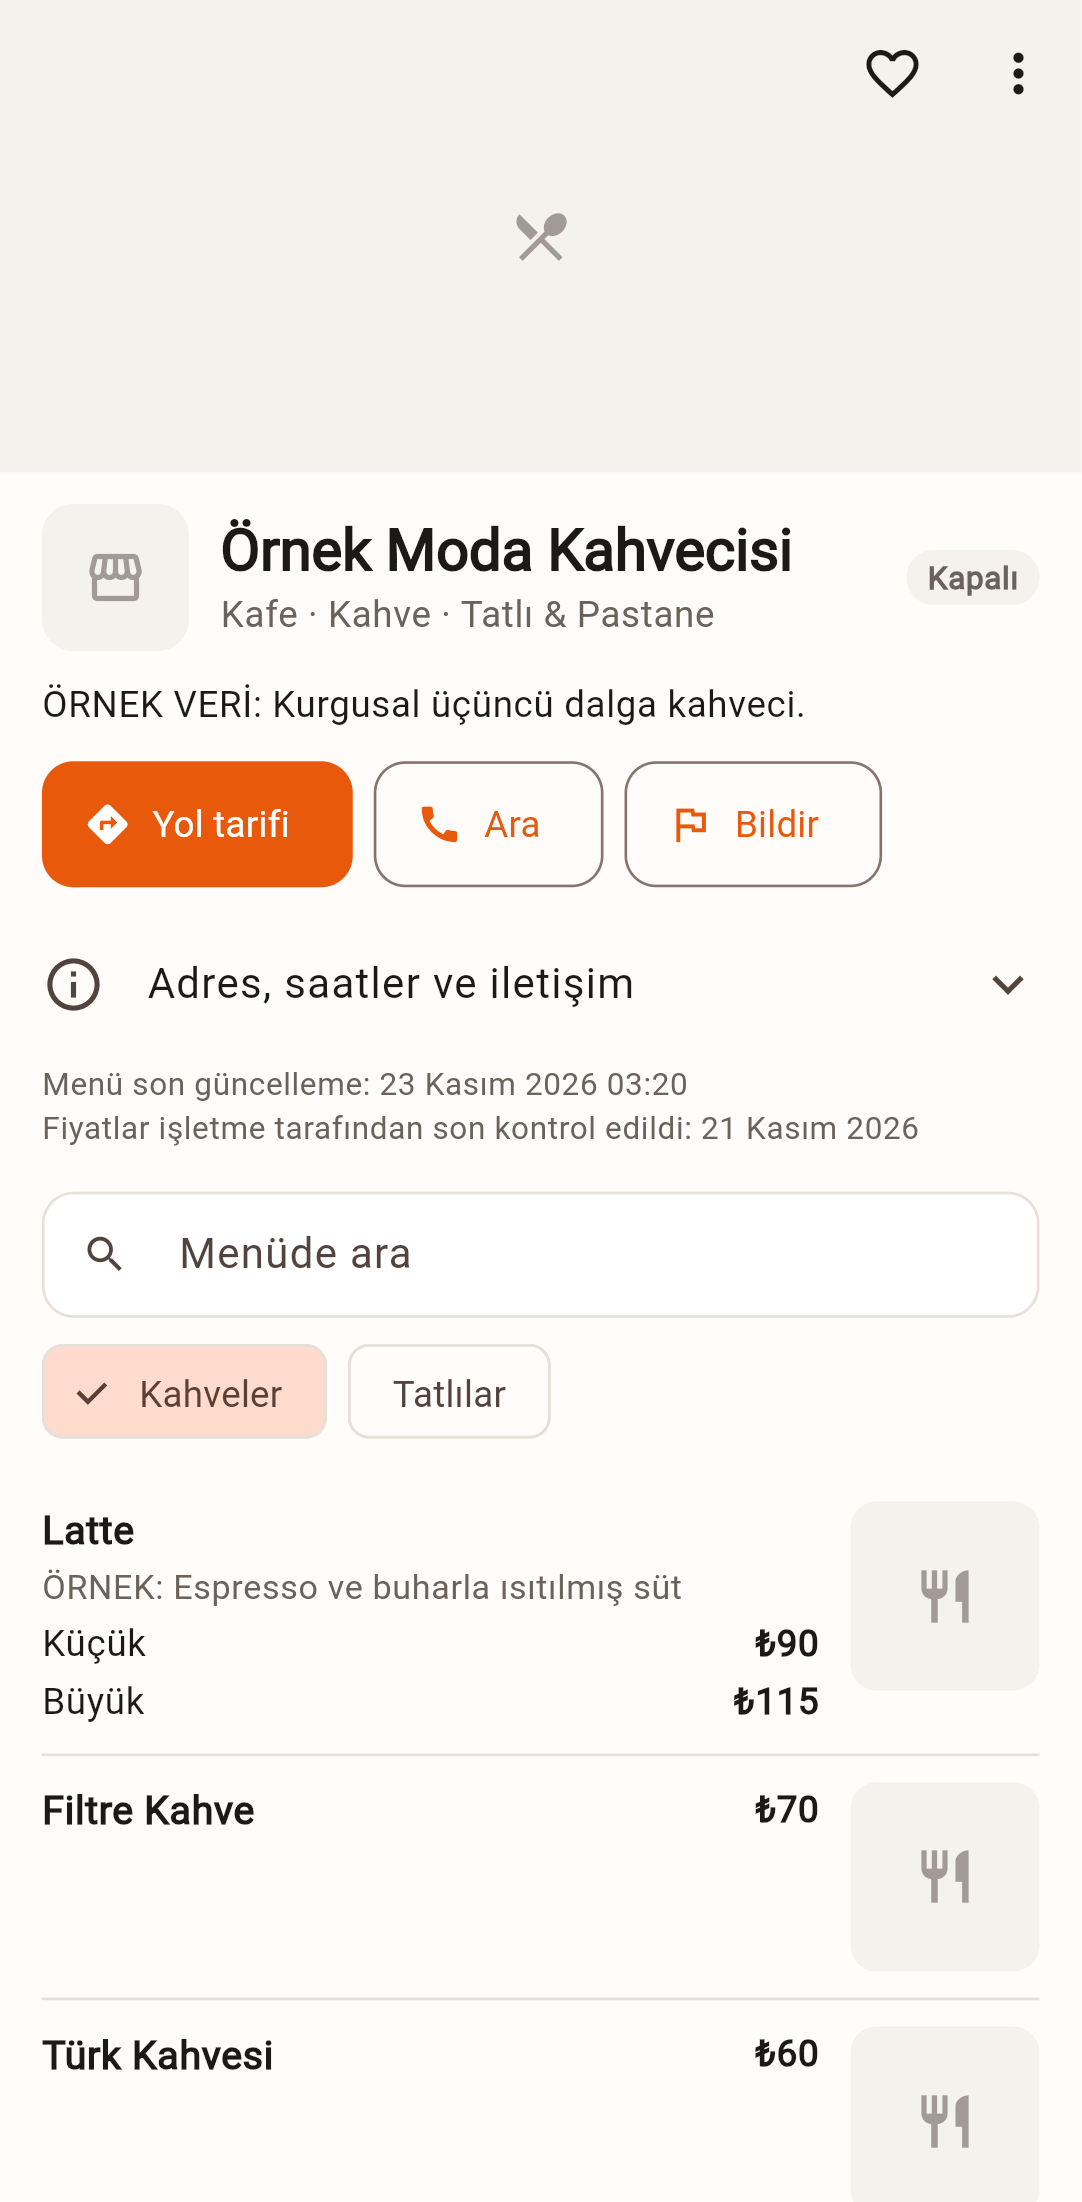 Örnek Moda Kahvecisi
Kafe · Kahve · Tatlı & Pastane
Kapalı
ÖRNEK VERİ: Kurgusal üçüncü dalga kahveci.
Yol tarifi
Ara
Bildir
Adres, saatler ve iletişim
Menü son güncelleme: 23 Kasım 2026 03:20
Fiyatlar işletme tarafından son kontrol edildi: 21 Kasım 2026
Menüde ara
Kahveler
Tatlılar
Latte
ÖRNEK: Espresso ve buharla ısıtılmış süt
Küçük ₺90
Büyük ₺115
Filtre Kahve ₺70
Türk Kahvesi ₺60